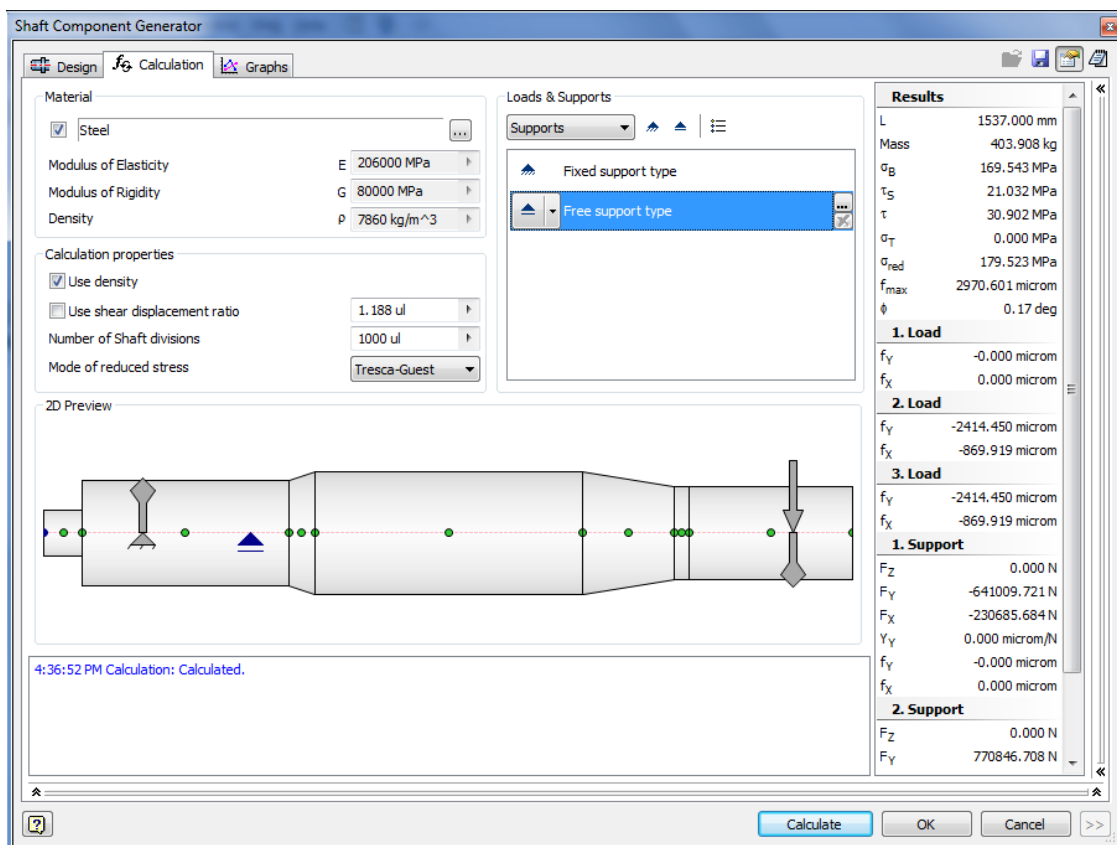 Shaft Component Generator
Design
Calculation
Graphs
Material
Steel
...
Modulus of Elasticity E 206000 MPa
Modulus of Rigidity G 80000 MPa
Density ρ 7860 kg/m^3
Calculation properties
Use density
Use shear displacement ratio 1.188 ul
Number of Shaft divisions 1000 ul
Mode of reduced stress Tresca-Guest
Loads & Supports
Supports
Fixed support type
Free support type
...
2D Preview
4:36:52 PM Calculation: Calculated.
Results
L 1537.000 mm
Mass 403.908 kg
σB 169.543 MPa
τS 21.032 MPa
τ 30.902 MPa
σT 0.000 MPa
σred 179.523 MPa
fmax 2970.601 microm
ϕ 0.17 deg
1. Load
fY -0.000 microm
fX 0.000 microm
2. Load
fY -2414.450 microm
fX -869.919 microm
3. Load
fY -2414.450 microm
fX -869.919 microm
1. Support
FZ 0.000 N
FY -641009.721 N
FX -230685.684 N
YY 0.000 microm/N
fY -0.000 microm
fX 0.000 microm
2. Support
FZ 0.000 N
FY 770846.708 N
?
Calculate
OK
Cancel
>>